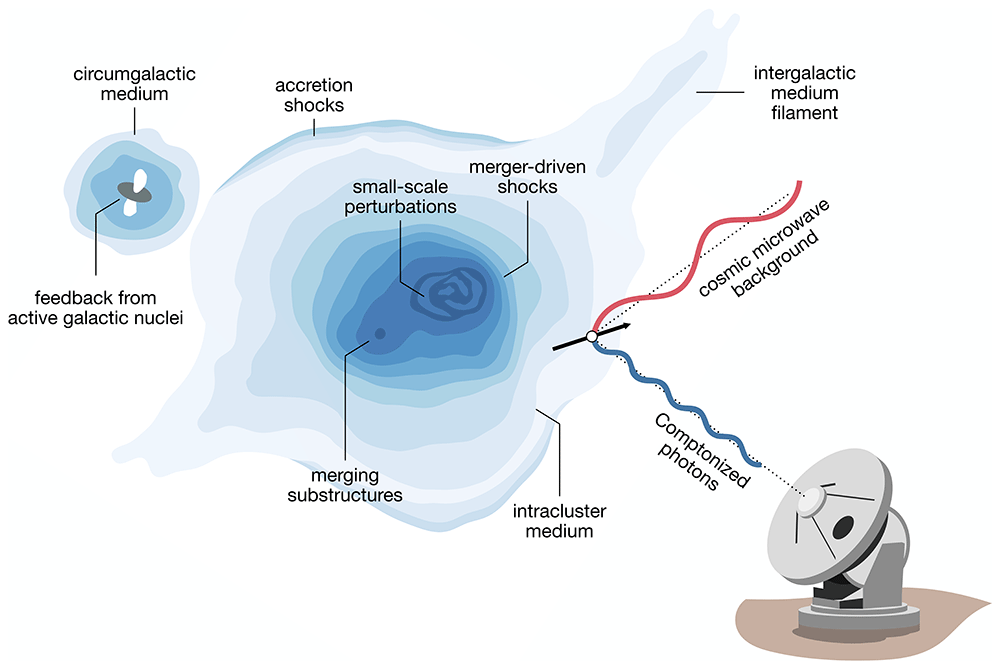 circumgalactic
medium
accretion
shocks
intergalactic
medium
filament
merger-driven
shocks
small-scale
perturbations
cosmic microwave
background
feedback from
active galactic nuclei
Comptonized
photons
merging
substructures
intracluster
medium